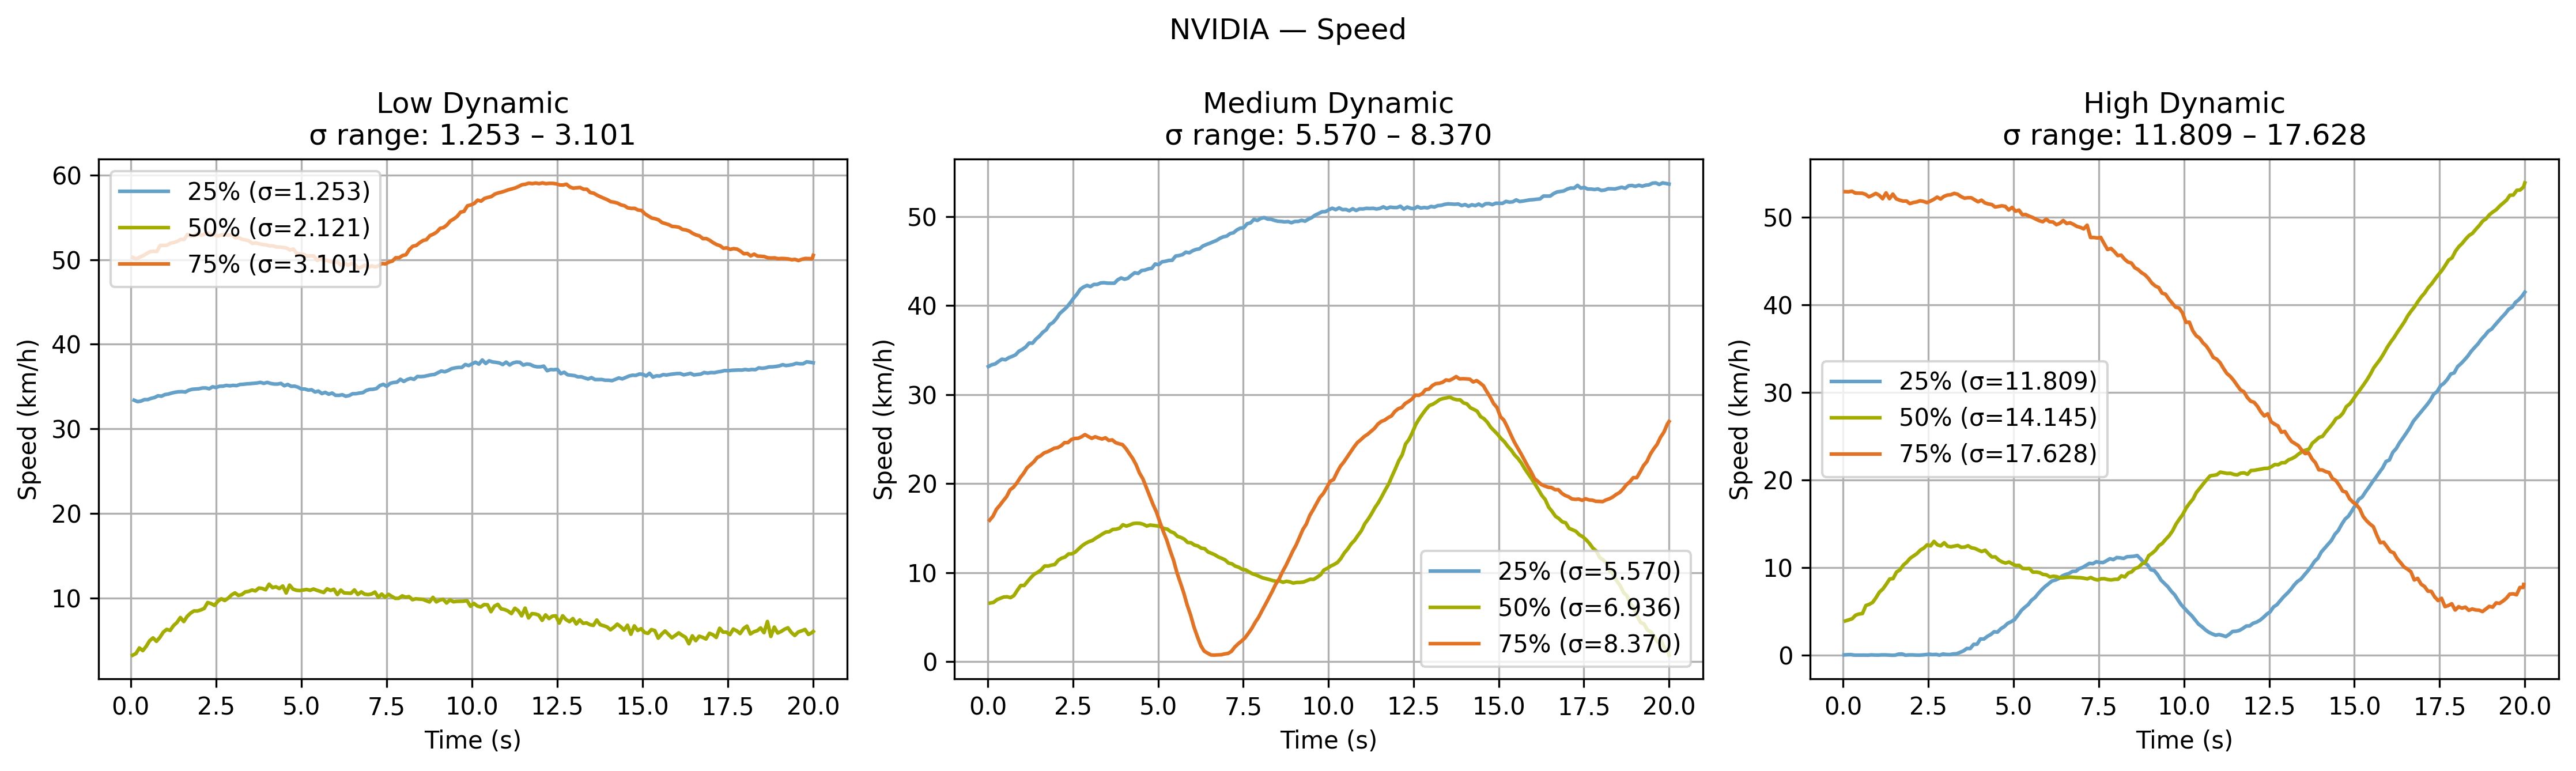 NVIDIA — Speed
Low Dynamic
σ range: 1.253 – 3.101
Speed (km/h)
60
50
40
30
20
10
25% (σ=1.253)
50% (σ=2.121)
75% (σ=3.101)
0.0 2.5 5.0 7.5 10.0 12.5 15.0 17.5 20.0
Time (s)
Medium Dynamic
σ range: 5.570 – 8.370
Speed (km/h)
50
40
30
20
10
0
25% (σ=5.570)
50% (σ=6.936)
75% (σ=8.370)
0.0 2.5 5.0 7.5 10.0 12.5 15.0 17.5 20.0
Time (s)
High Dynamic
σ range: 11.809 – 17.628
Speed (km/h)
50
40
30
20
10
0
25% (σ=11.809)
50% (σ=14.145)
75% (σ=17.628)
0.0 2.5 5.0 7.5 10.0 12.5 15.0 17.5 20.0
Time (s)